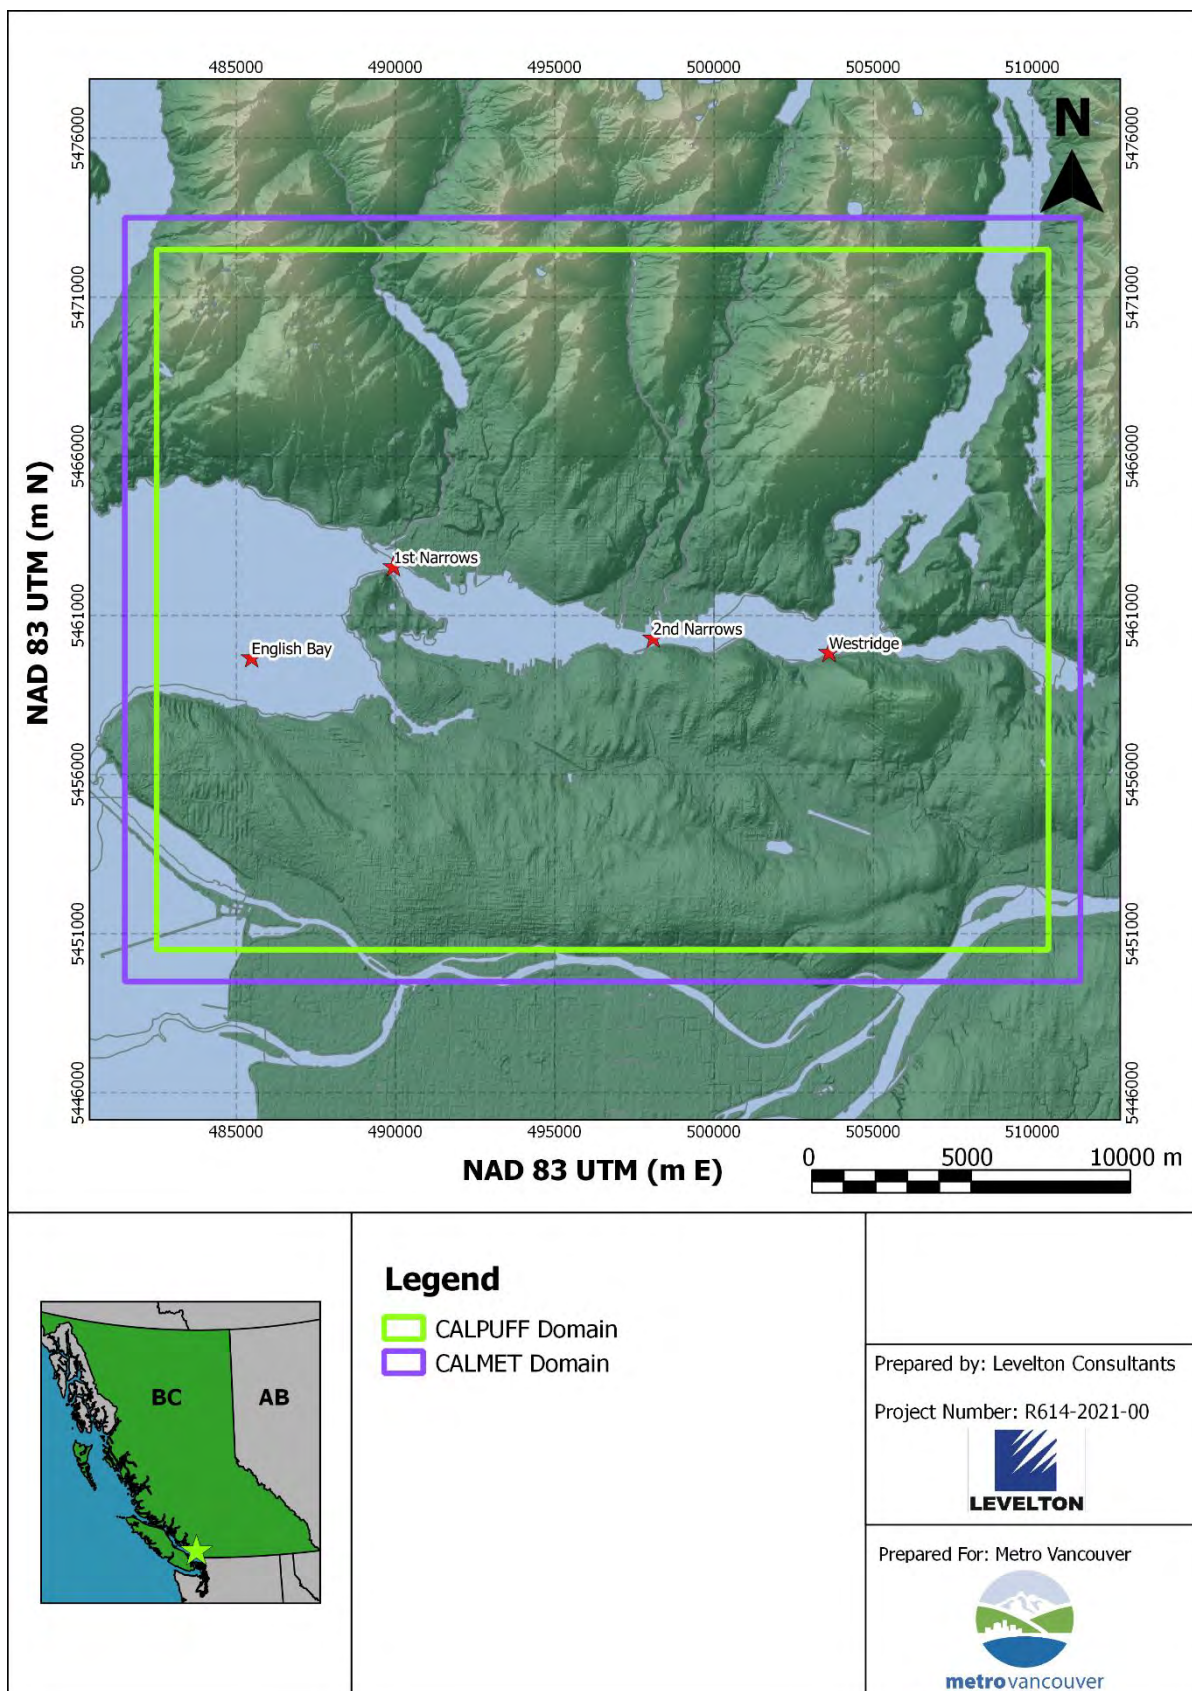 485000 490000 495000 500000 505000 510000
N
5476000 5476000
5471000 5471000
NAD 83 UTM (m N)
5466000 5466000
1st Narrows
5461000 5461000
2nd Narrows
English Bay
Westridge
5456000 5456000
5451000 5451000
5446000 5446000
485000 490000 495000 500000 505000 510000
NAD 83 UTM (m E)
0 5000 10000 m
BC
AB
Legend
CALPUFF Domain
CALMET Domain
Prepared by: Levelton Consultants
Project Number: R614-2021-00
LEVELTON
Prepared For: Metro Vancouver
metrovancouver